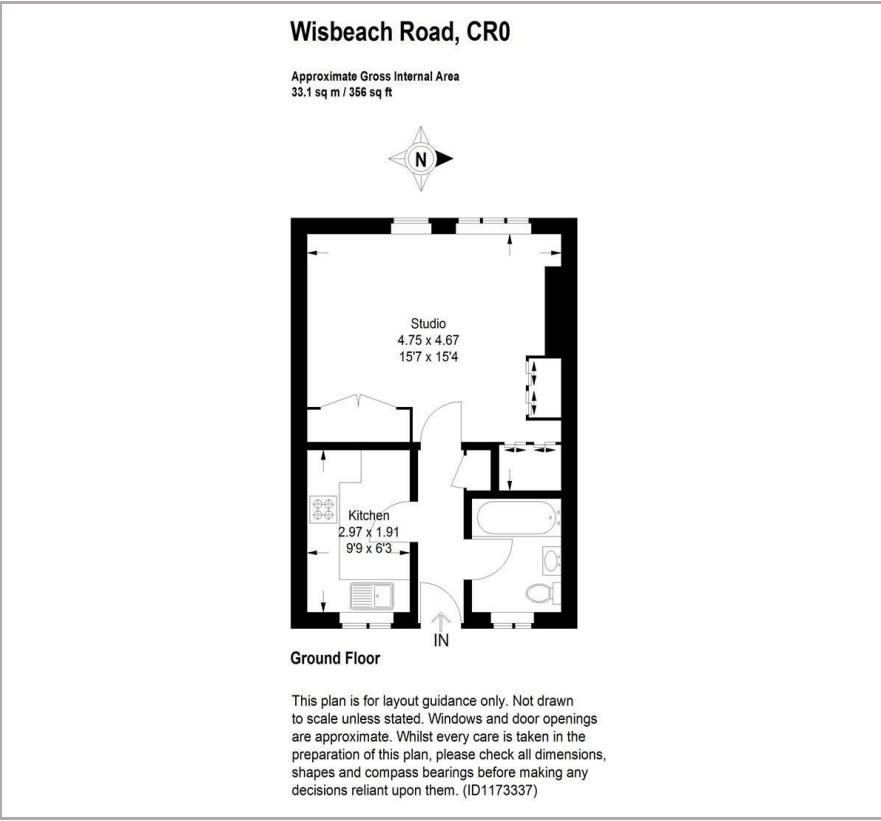 Wisbeach Road, CR0
Approximate Gross Internal Area
33.1 sq m / 356 sq ft
N
Studio
4.75 x 4.67
15'7 x 15'4
Kitchen
2.97 x 1.91
9'9 x 6'3
IN
Ground Floor
This plan is for layout guidance only. Not drawn
to scale unless stated. Windows and door openings
are approximate. Whilst every care is taken in the
preparation of this plan, please check all dimensions,
shapes and compass bearings before making any
decisions reliant upon them. (ID1173337)